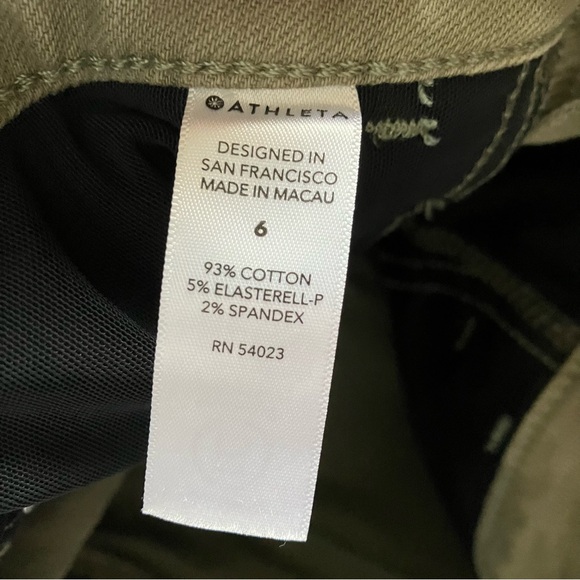 ATHLETA
DESIGNED IN
SAN FRANCISCO
MADE IN MACAU
6
93% COTTON
5% ELASTERELL-P
2% SPANDEX
RN 54023